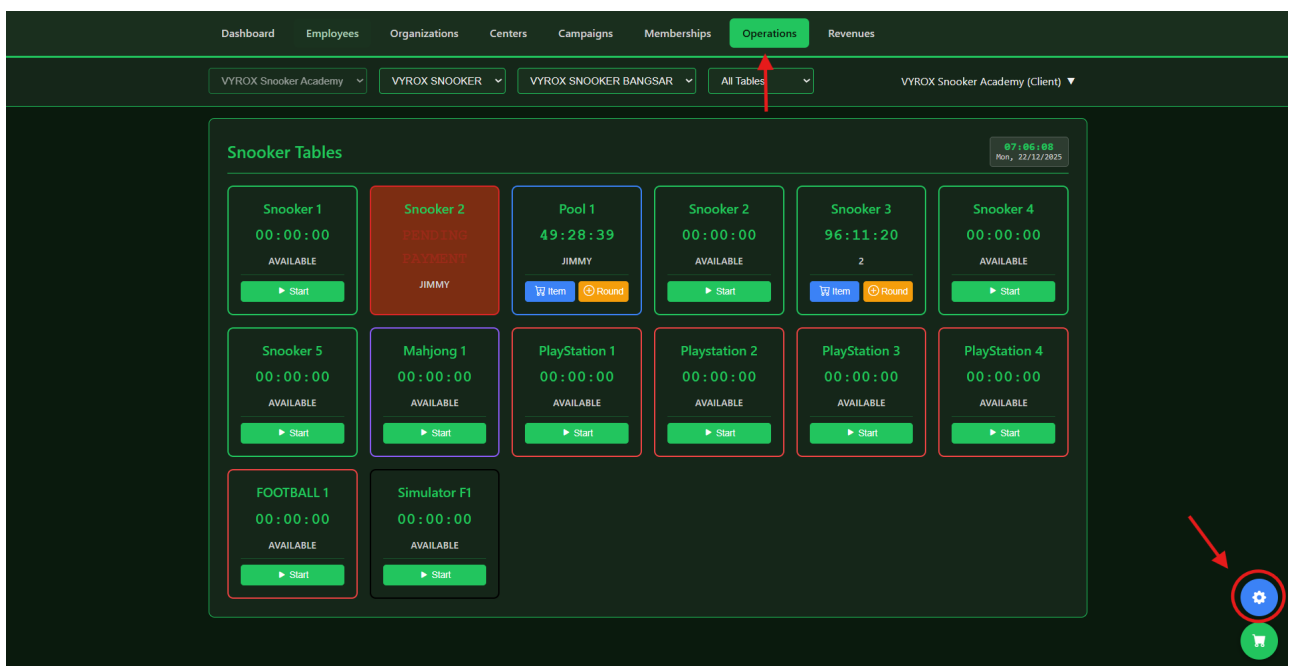 Dashboard Employees Organizations Centers Campaigns Memberships Operations Revenues
VYROX Snooker Academy VYROX SNOOKER VYROX SNOOKER BANGSAR All Tables VYROX Snooker Academy (Client) ▼
Snooker Tables
07:06:08
Mon, 22/12/2025
Snooker 1
00:00:00
AVAILABLE
Start
Snooker 2
PENDING
PAYMENT
JIMMY
Pool 1
49:28:39
JIMMY
Item Round
Snooker 2
00:00:00
AVAILABLE
Start
Snooker 3
96:11:20
2
Item Round
Snooker 4
00:00:00
AVAILABLE
Start
Snooker 5
00:00:00
AVAILABLE
Start
Mahjong 1
00:00:00
AVAILABLE
Start
PlayStation 1
00:00:00
AVAILABLE
Start
Playstation 2
00:00:00
AVAILABLE
Start
PlayStation 3
00:00:00
AVAILABLE
Start
PlayStation 4
00:00:00
AVAILABLE
Start
FOOTBALL 1
00:00:00
AVAILABLE
Start
Simulator F1
00:00:00
AVAILABLE
Start